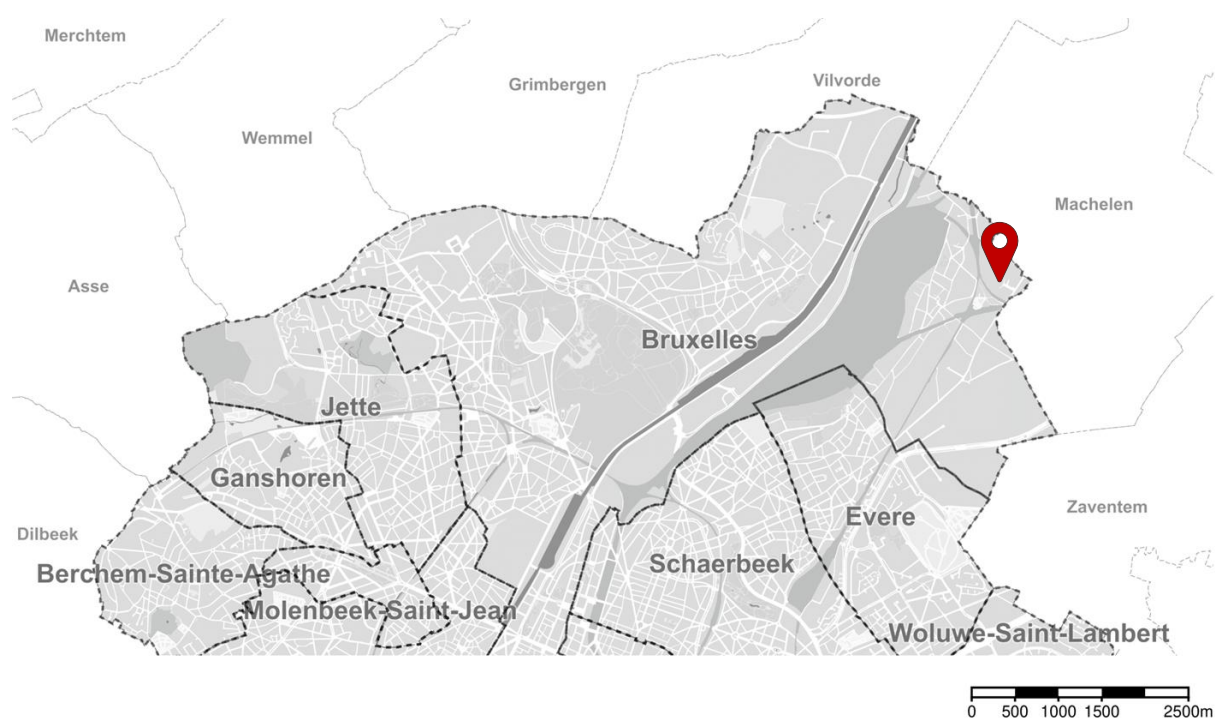 Merchtem
Vilvorde
Grimbergen
Wemmel
Machelen
Asse
Bruxelles
Jette
Ganshoren
Zaventem
Evere
Dilbeek
Schaerbeek
Berchem-Sainte-Agathe
Molenbeek-Saint-Jean
Woluwe-Saint-Lambert
0 500 1000 1500 2500m